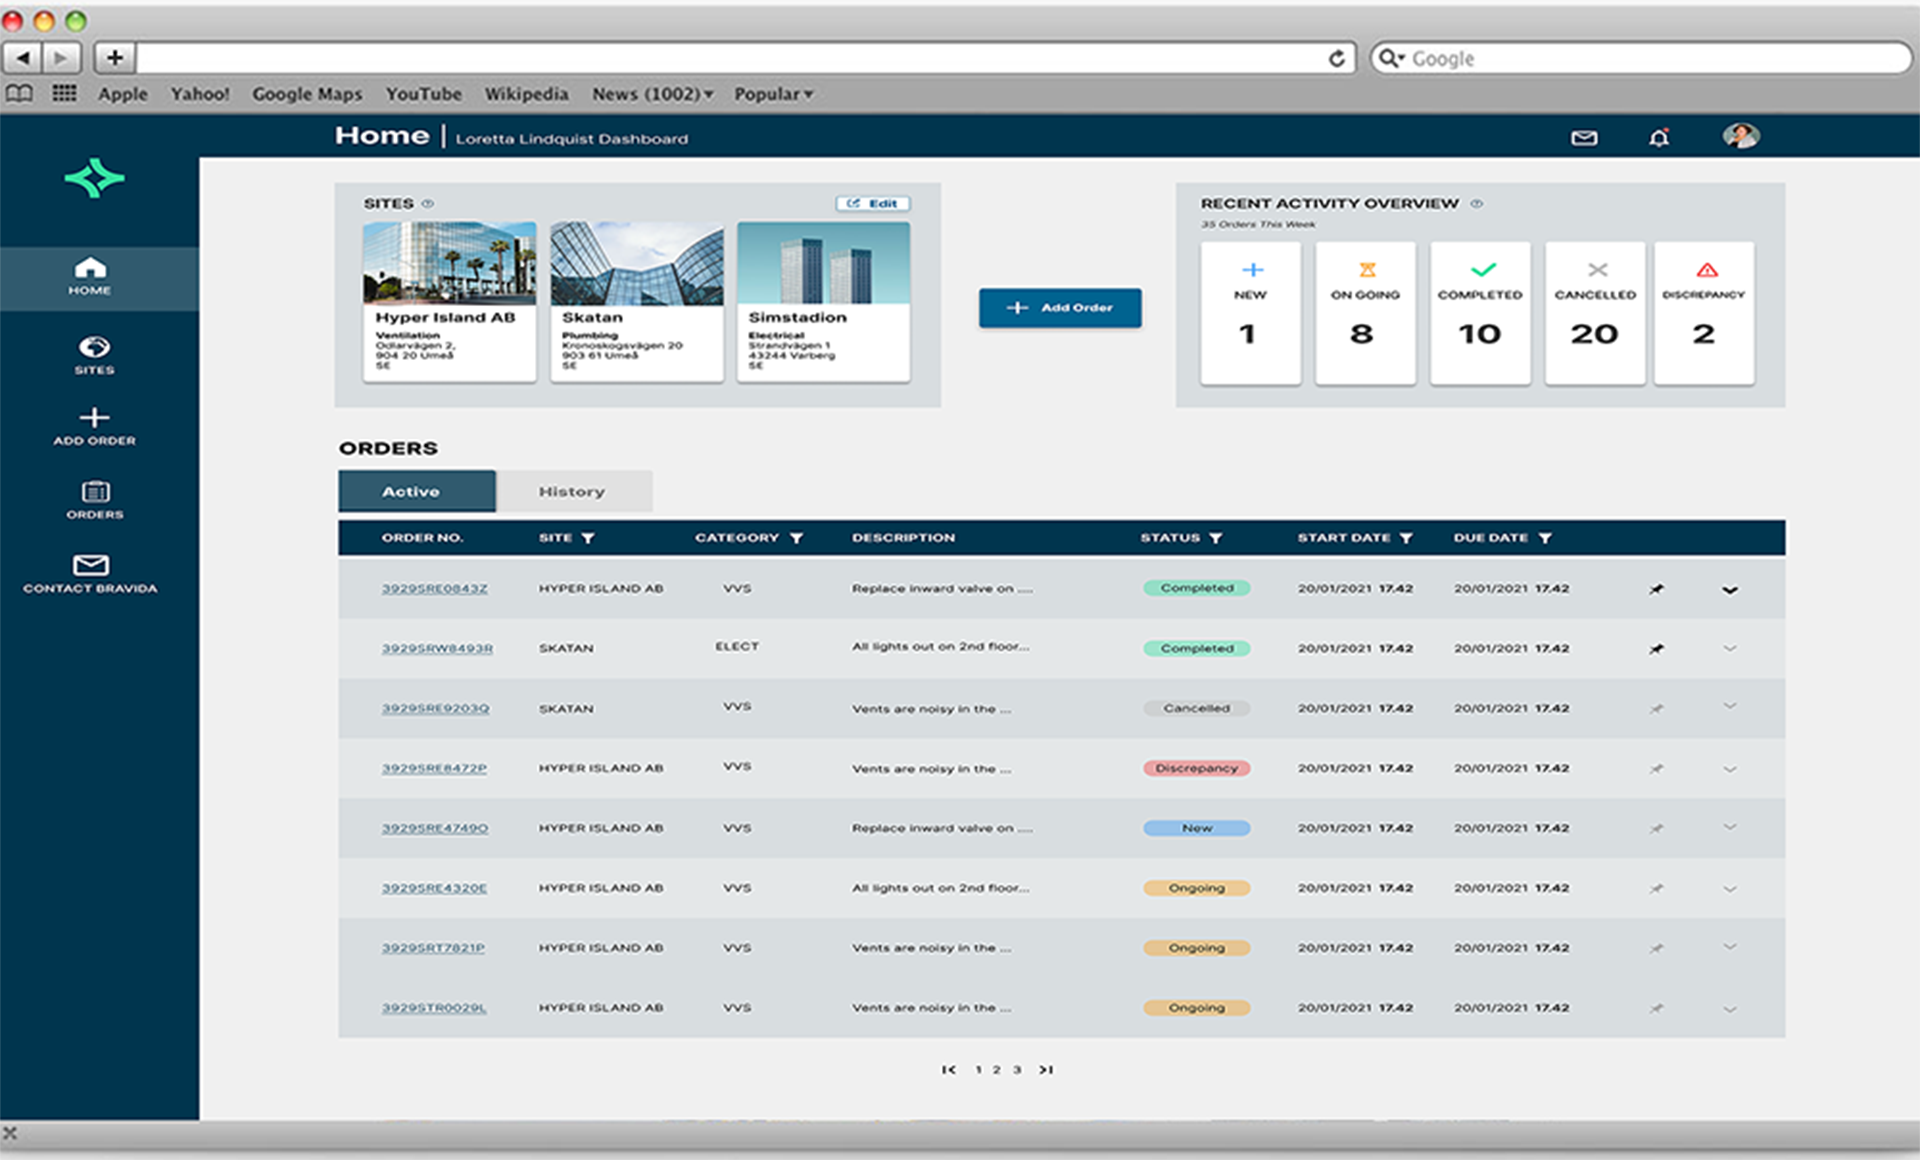 Google
Apple Yahoo! Google Maps YouTube Wikipedia News (1002) Popular
Home | Loretta Lindquist Dashboard
HOME
SITES
ADD ORDER
ORDERS
CONTACT BRAVIDA
SITES
Edit
Hyper Island AB
Ventilation
Odlarvägen 2,
904 20 Umeå
SE
Skatan
Plumbing
Kronoskogsvägen 20
903 61 Umeå
SE
Simstadion
Electrical
Strandvägen 1
43244 Varberg
SE
Add Order
RECENT ACTIVITY OVERVIEW
35 Orders This Week
NEW
1
ON GOING
8
COMPLETED
10
CANCELLED
20
DISCREPANCY
2
ORDERS
Active History
ORDER NO. SITE CATEGORY DESCRIPTION STATUS START DATE DUE DATE
3929SRE0843Z HYPER ISLAND AB VVS Replace inward valve on .... Completed 20/01/2021 17.42 20/01/2021 17.42
3929SRW8493R SKATAN ELECT All lights out on 2nd floor... Completed 20/01/2021 17.42 20/01/2021 17.42
3929SRE9203Q SKATAN VVS Vents are noisy in the ... Cancelled 20/01/2021 17.42 20/01/2021 17.42
3929SRE8472P HYPER ISLAND AB VVS Vents are noisy in the ... Discrepancy 20/01/2021 17.42 20/01/2021 17.42
3929SRE4749O HYPER ISLAND AB VVS Replace inward valve on .... New 20/01/2021 17.42 20/01/2021 17.42
3929SRE4320E HYPER ISLAND AB VVS All lights out on 2nd floor... Ongoing 20/01/2021 17.42 20/01/2021 17.42
3929SRT7821P HYPER ISLAND AB VVS Vents are noisy in the ... Ongoing 20/01/2021 17.42 20/01/2021 17.42
3929STR0029L HYPER ISLAND AB VVS Vents are noisy in the ... Ongoing 20/01/2021 17.42 20/01/2021 17.42
1 2 3